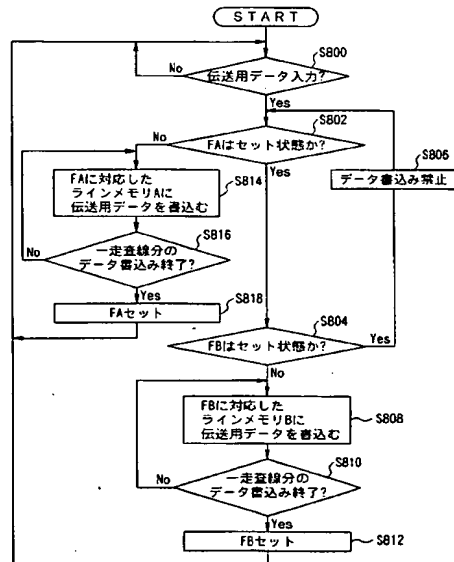 START
S800
伝送用データ入力?
No
Yes
S802
FAはセット状態か?
No
Yes
S806
データ書込み禁止
FAに対応した
ラインメモリAに
伝送用データを書込む
S814
S816
一走査線分の
データ書込み終了?
No
Yes
S818
FAセット
S804
FBはセット状態か?
Yes
No
FBに対応した
ラインメモリBに
伝送用データを書込む
S808
S810
一走査線分の
データ書込み終了?
No
Yes
FBセット
S812